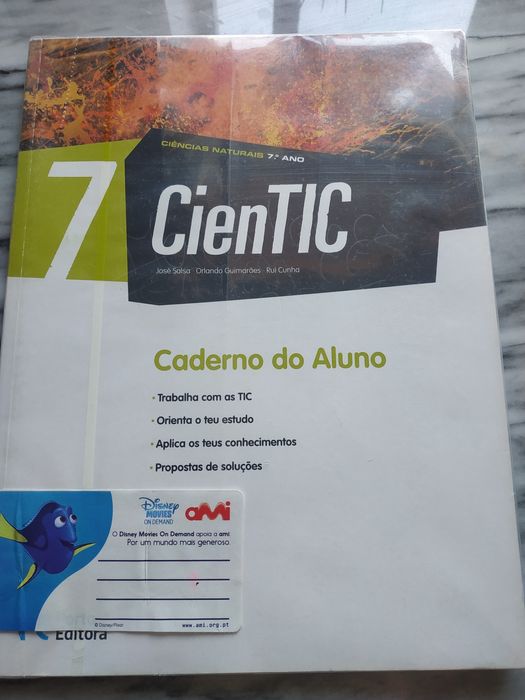 CIÊNCIAS NATURAIS 7.º ANO
7
CienTIC
José Salsa · Orlando Guimarães · Rui Cunha
Caderno do Aluno
• Trabalha com as TIC
• Orienta o teu estudo
• Aplica os teus conhecimentos
• Propostas de soluções
Disney
MOVIES
ON DEMAND
aMi
O Disney Movies On Demand apoia a ami
Por um mundo mais generoso
© Disney/Pixar
www.ami.org.pt
Editora